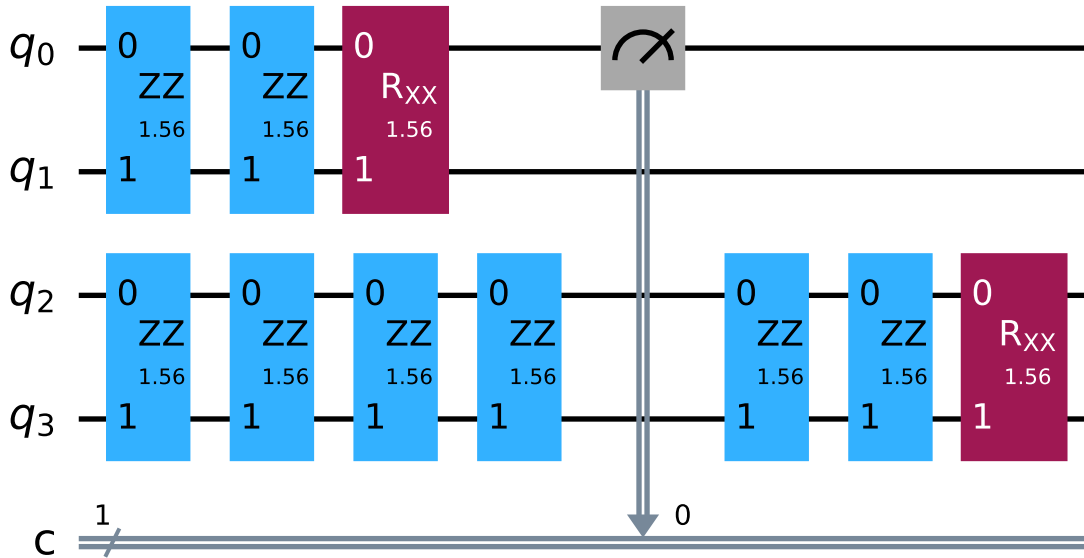 q0 0 0 0
ZZ ZZ RXX
1.56 1.56 1.56
q1 1 1 1
q2 0 0 0 0 0 0 0
ZZ ZZ ZZ ZZ ZZ ZZ RXX
1.56 1.56 1.56 1.56 1.56 1.56 1.56
q3 1 1 1 1 1 1 1
1 0
c